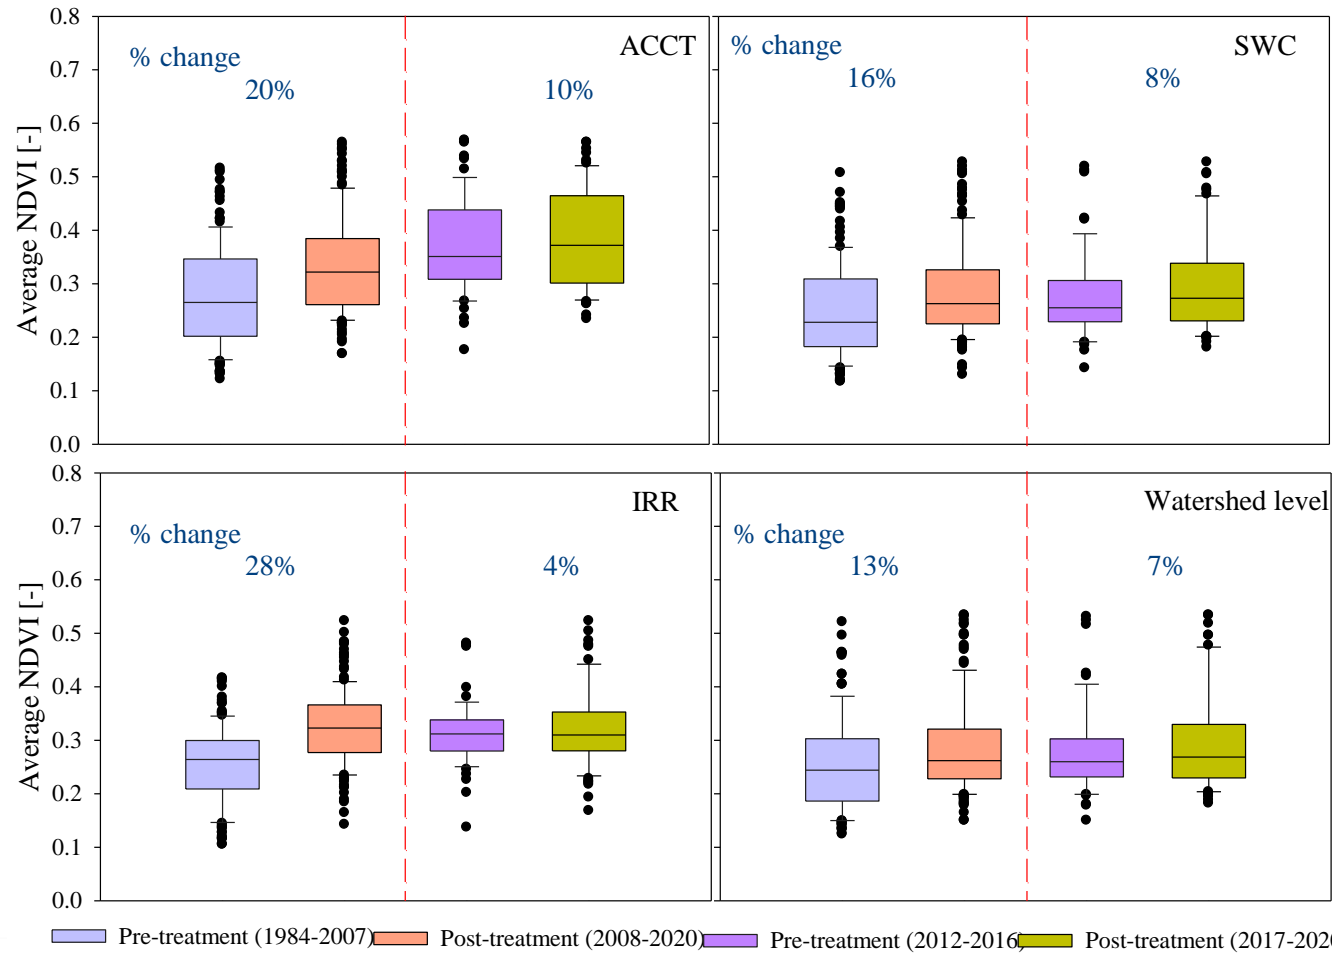 0.8
0.7
0.6
0.5
0.4
0.3
0.2
0.1
0.0
Average NDVI [-]
% change
20%
10%
ACCT
% change
16%
8%
SWC
0.8
0.7
0.6
0.5
0.4
0.3
0.2
0.1
0.0
Average NDVI [-]
% change
28%
4%
IRR
% change
13%
7%
Watershed level
Pre-treatment (1984-2007) Post-treatment (2008-2020) Pre-treatment (2012-2016) Post-treatment (2017-2020